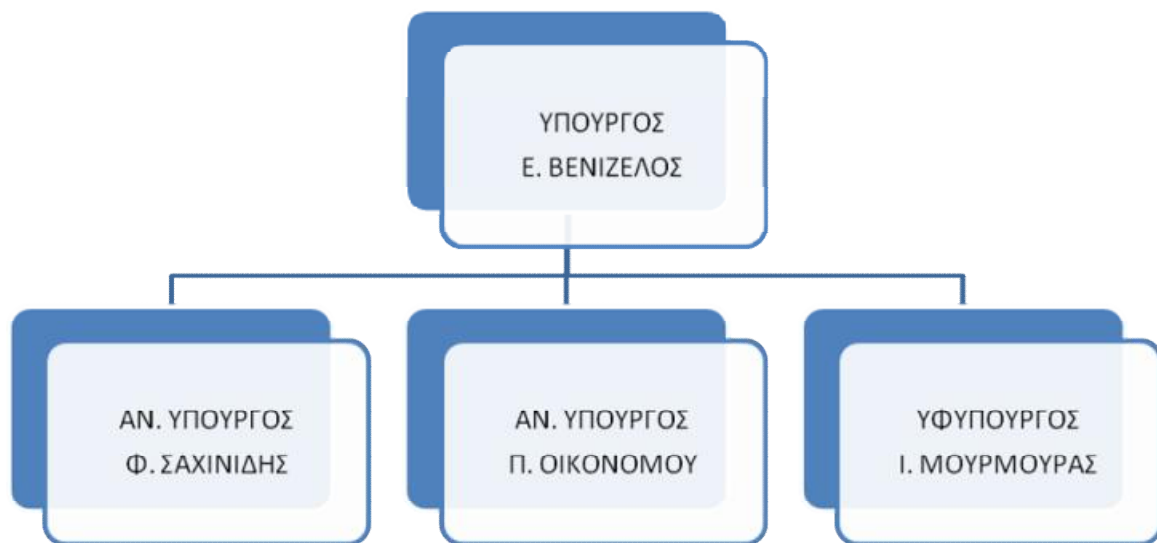 ΥΠΟΥΡΓΟΣ
Ε. ΒΕΝΙΖΕΛΟΣ
ΑΝ. ΥΠΟΥΡΓΟΣ
Φ. ΣΑΧΙΝΙΔΗΣ
ΑΝ. ΥΠΟΥΡΓΟΣ
Π. ΟΙΚΟΝΟΜΟΥ
ΥΦΥΠΟΥΡΓΟΣ
Ι. ΜΟΥΡΜΟΥΡΑΣ